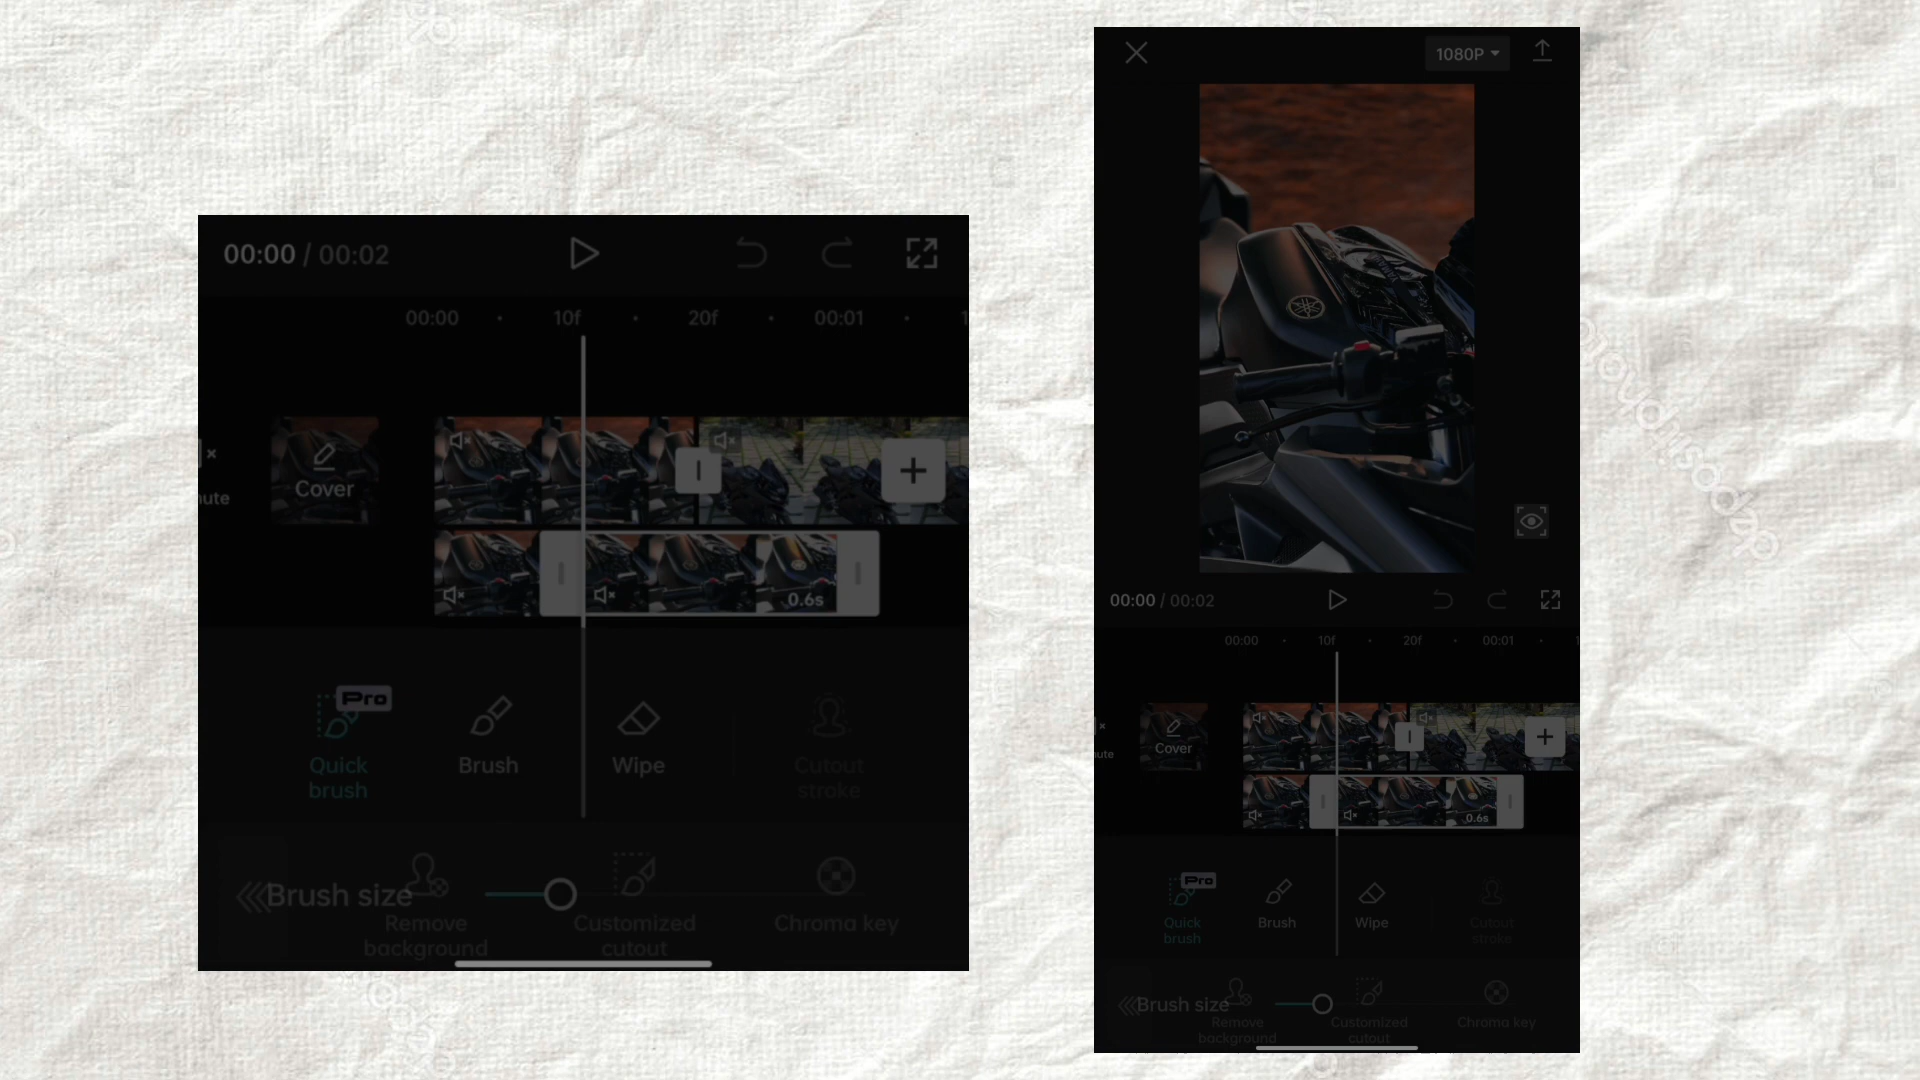 00:00 / 00:02
00:00 10f 20f 00:01
Cover
ute
0.6s
Pro
Quick
brush
Brush
Wipe
Cutout
stroke
Brush size
Remove
background
Customized
cutout
Chroma key
1080P
00:00 / 00:02
00:00 10f 20f 00:01
Cover
ute
0.6s
Pro
Quick
brush
Brush
Wipe
Cutout
stroke
Brush size
Remove
background
Customized
cutout
Chroma key
depositphotos